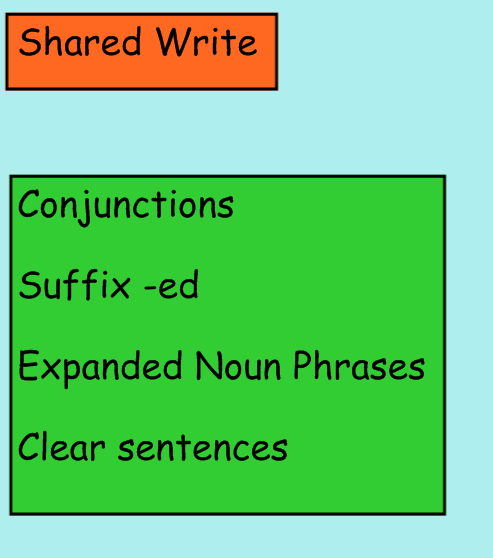 Shared Write
Conjunctions
Suffix -ed
Expanded Noun Phrases
Clear sentences